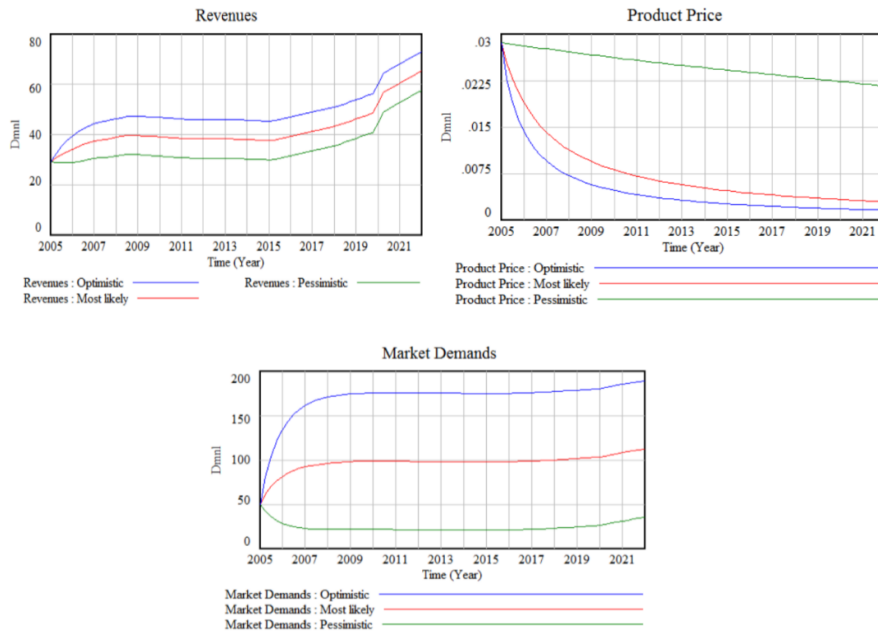 Revenues
80
60
40
20
0
Dmnl
2005 2007 2009 2011 2013 2015 2017 2019 2021
Time (Year)
Revenues : Optimistic
Revenues : Pessimistic
Revenues : Most likely
Product Price
.03
.0225
.015
.0075
0
Dmnl
2005 2007 2009 2011 2013 2015 2017 2019 2021
Time (Year)
Product Price : Optimistic
Product Price : Most likely
Product Price : Pessimistic
Market Demands
200
150
100
50
0
Dmnl
2005 2007 2009 2011 2013 2015 2017 2019 2021
Time (Year)
Market Demands : Optimistic
Market Demands : Most likely
Market Demands : Pessimistic